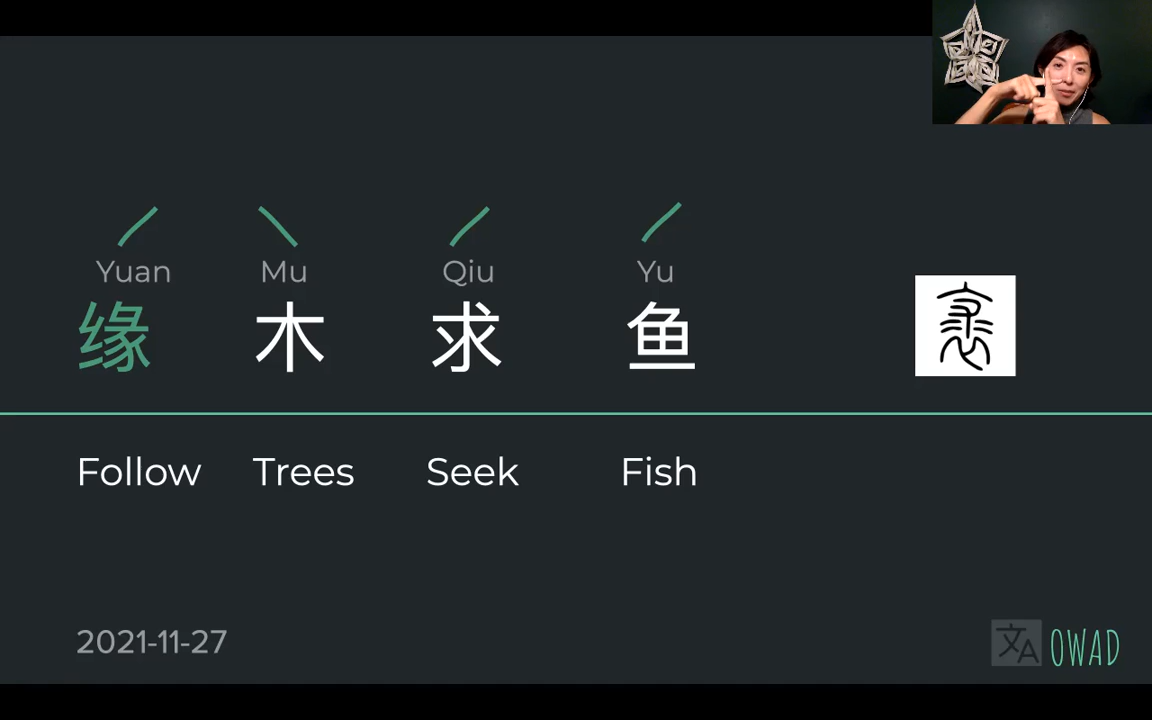 Yuan Mu Qiu Yu
缘 木 求 鱼
Follow Trees Seek Fish
2021-11-27
文A OWAD